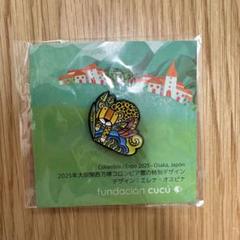 Colección Expo 2025 - Osaka, Japón
2025年大阪関西万博コロンビア館の特別デザイン
デザイン：エレナ・オスピナ
fundación cucú